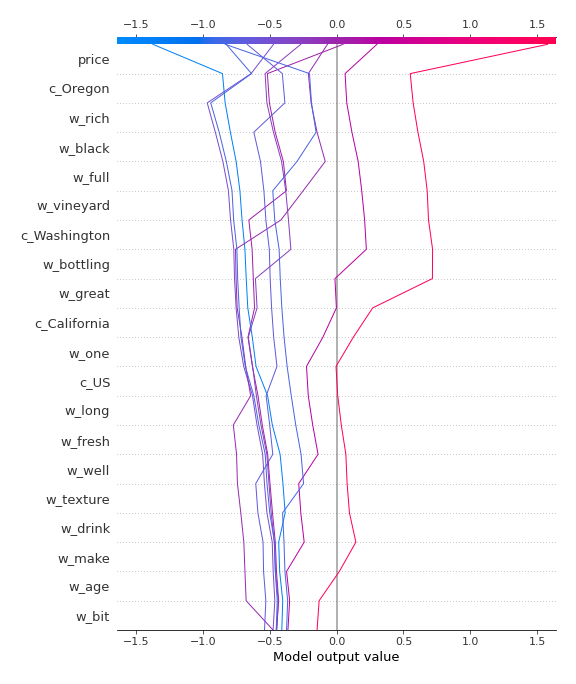 −1.5 −1.0 −0.5 0.0 0.5 1.0 1.5
price
c_Oregon
w_rich
w_black
w_full
w_vineyard
c_Washington
w_bottling
w_great
c_California
w_one
c_US
w_long
w_fresh
w_well
w_texture
w_drink
w_make
w_age
w_bit
−1.5 −1.0 −0.5 0.0 0.5 1.0 1.5
Model output value